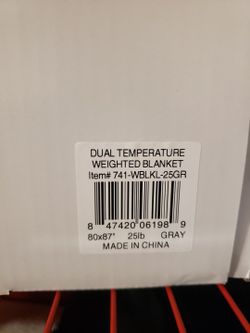 DUAL TEMPERATURE
WEIGHTED BLANKET
Item# 741-WBLKL-25GR
8 47420 06198 9
80x87" 25lb GRAY
MADE IN CHINA